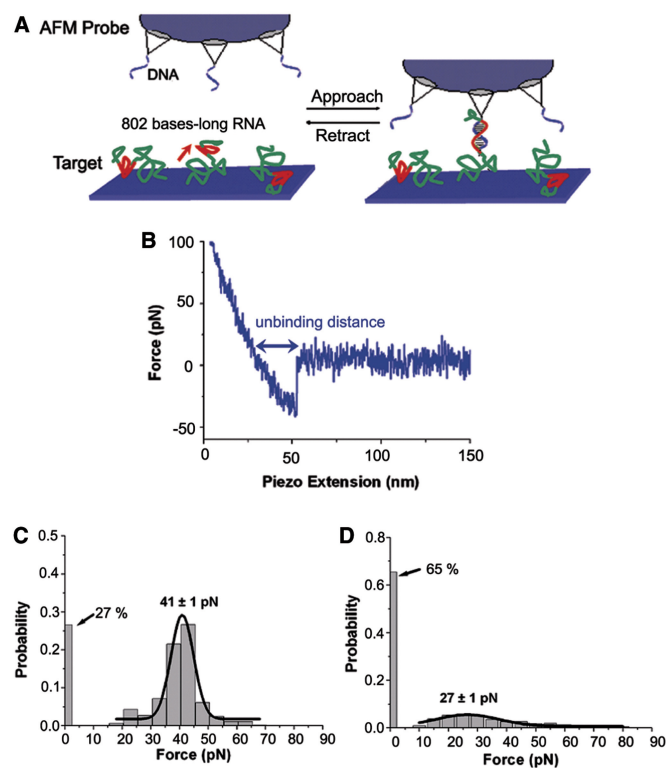 A
AFM Probe
DNA
802 bases-long RNA
Target
Approach
Retract
B
100
50
0
-50
Force (pN)
unbinding distance
0 50 100 150
Piezo Extension (nm)
C
0.5
0.4
0.3
0.2
0.1
0.0
Probability
27 %
41 ± 1 pN
0 10 20 30 40 50 60 70 80 90
Force (pN)
D
0.8
0.6
0.4
0.2
0.0
Probability
65 %
27 ± 1 pN
0 10 20 30 40 50 60 70 80 90
Force (pN)